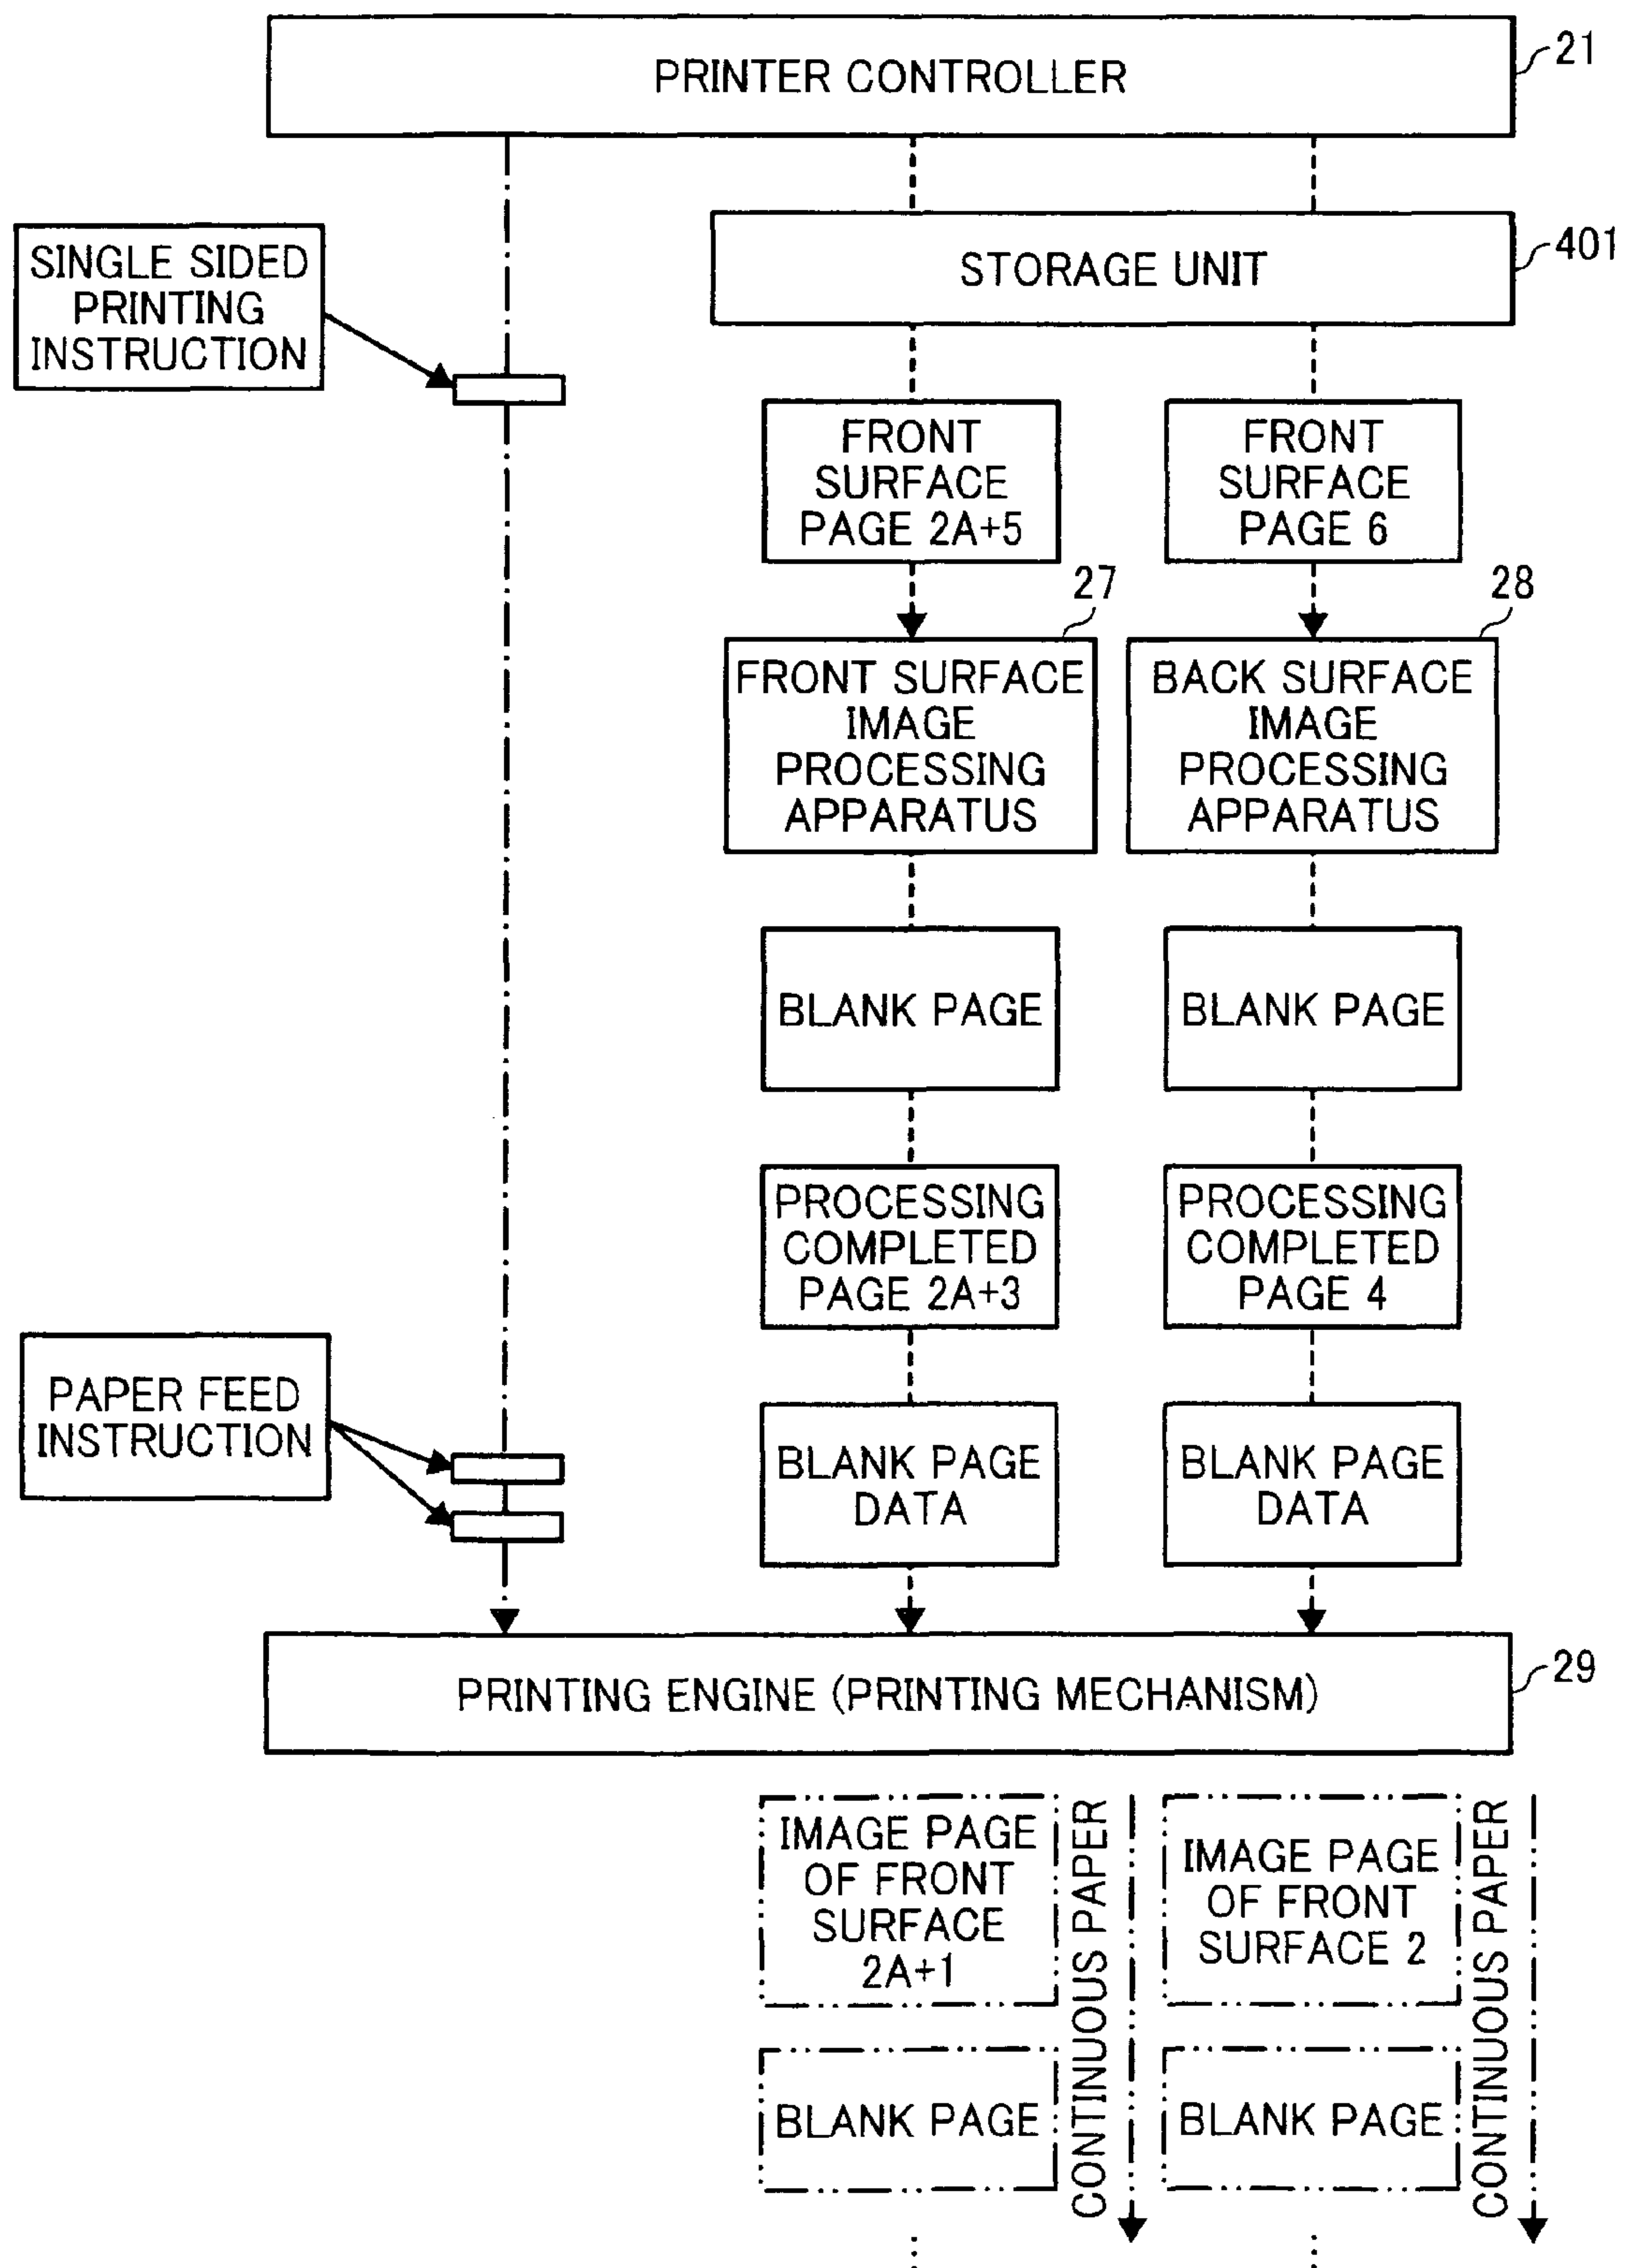 PRINTER CONTROLLER
21
STORAGE UNIT
401
SINGLE SIDED
PRINTING
INSTRUCTION
FRONT
SURFACE
PAGE 2A+5
FRONT
SURFACE
PAGE 6
27
28
FRONT SURFACE
IMAGE
PROCESSING
APPARATUS
BACK SURFACE
IMAGE
PROCESSING
APPARATUS
BLANK PAGE
BLANK PAGE
PROCESSING
COMPLETED
PAGE 2A+3
PROCESSING
COMPLETED
PAGE 4
PAPER FEED
INSTRUCTION
BLANK PAGE
DATA
BLANK PAGE
DATA
PRINTING ENGINE (PRINTING MECHANISM)
29
IMAGE PAGE
OF FRONT
SURFACE
2A+1
CONTINUOUS PAPER
IMAGE PAGE
OF FRONT
SURFACE 2
CONTINUOUS PAPER
BLANK PAGE
BLANK PAGE